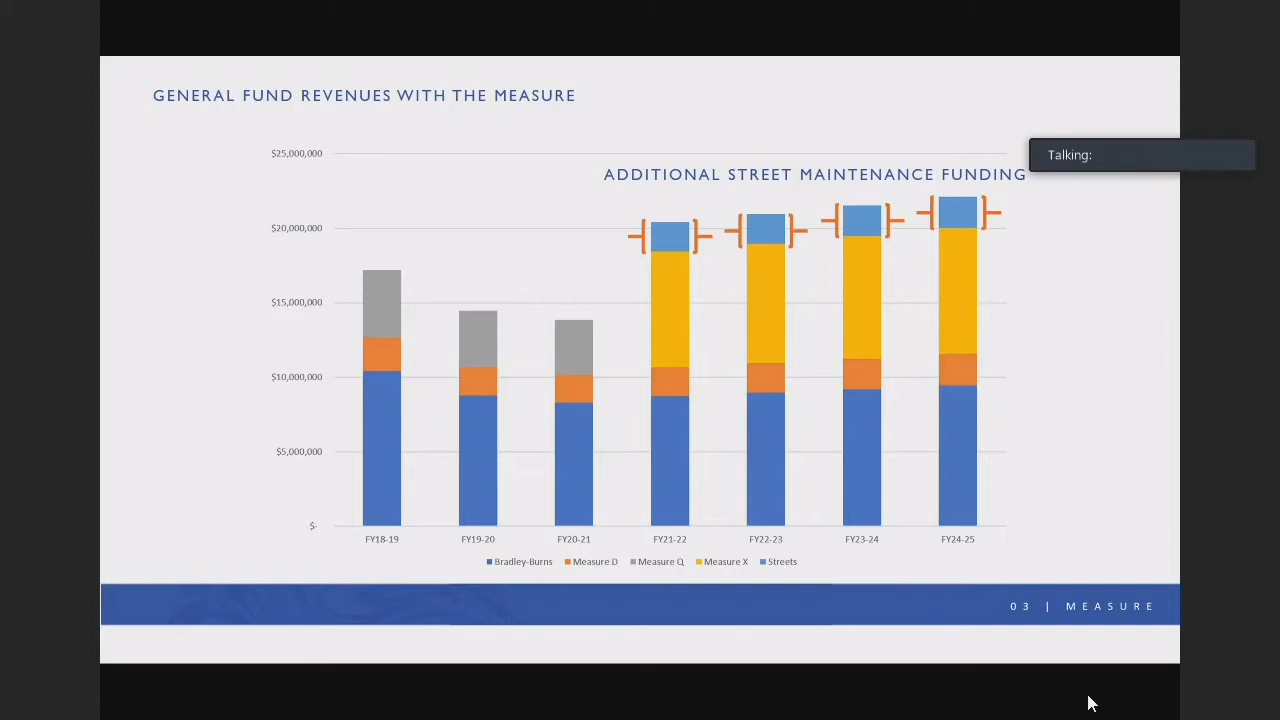 GENERAL FUND REVENUES WITH THE MEASURE
$25,000,000
Talking:
ADDITIONAL STREET MAINTENANCE FUNDING
$20,000,000
$15,000,000
$10,000,000
$5,000,000
$-
FY18-19 FY19-20 FY20-21 FY21-22 FY22-23 FY23-24 FY24-25
Bradley-Burns Measure D Measure Q Measure X Streets
03 | MEASURE